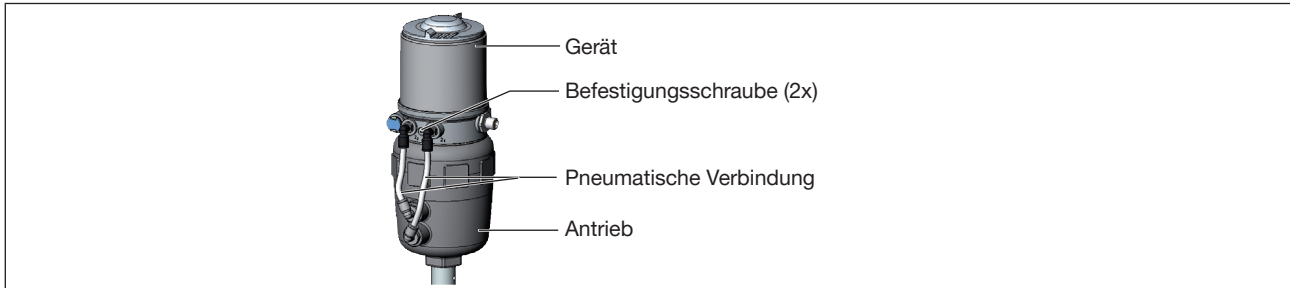 Gerät
Befestigungsschraube (2x)
Pneumatische Verbindung
Antrieb